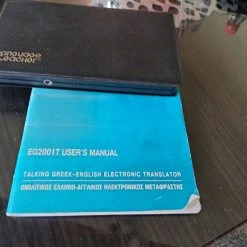 Language
Teacher
EG2001T USER'S MANUAL
TALKING GREEK-ENGLISH ELECTRONIC TRANSLATOR
ΟΜΙΛΗΤΙΚΟΣ ΕΛΛΗΝΟ-ΑΓΓΛΙΚΟΣ ΗΛΕΚΤΡΟΝΙΚΟΣ ΜΕΤΑΦΡΑΣΤΗΣ